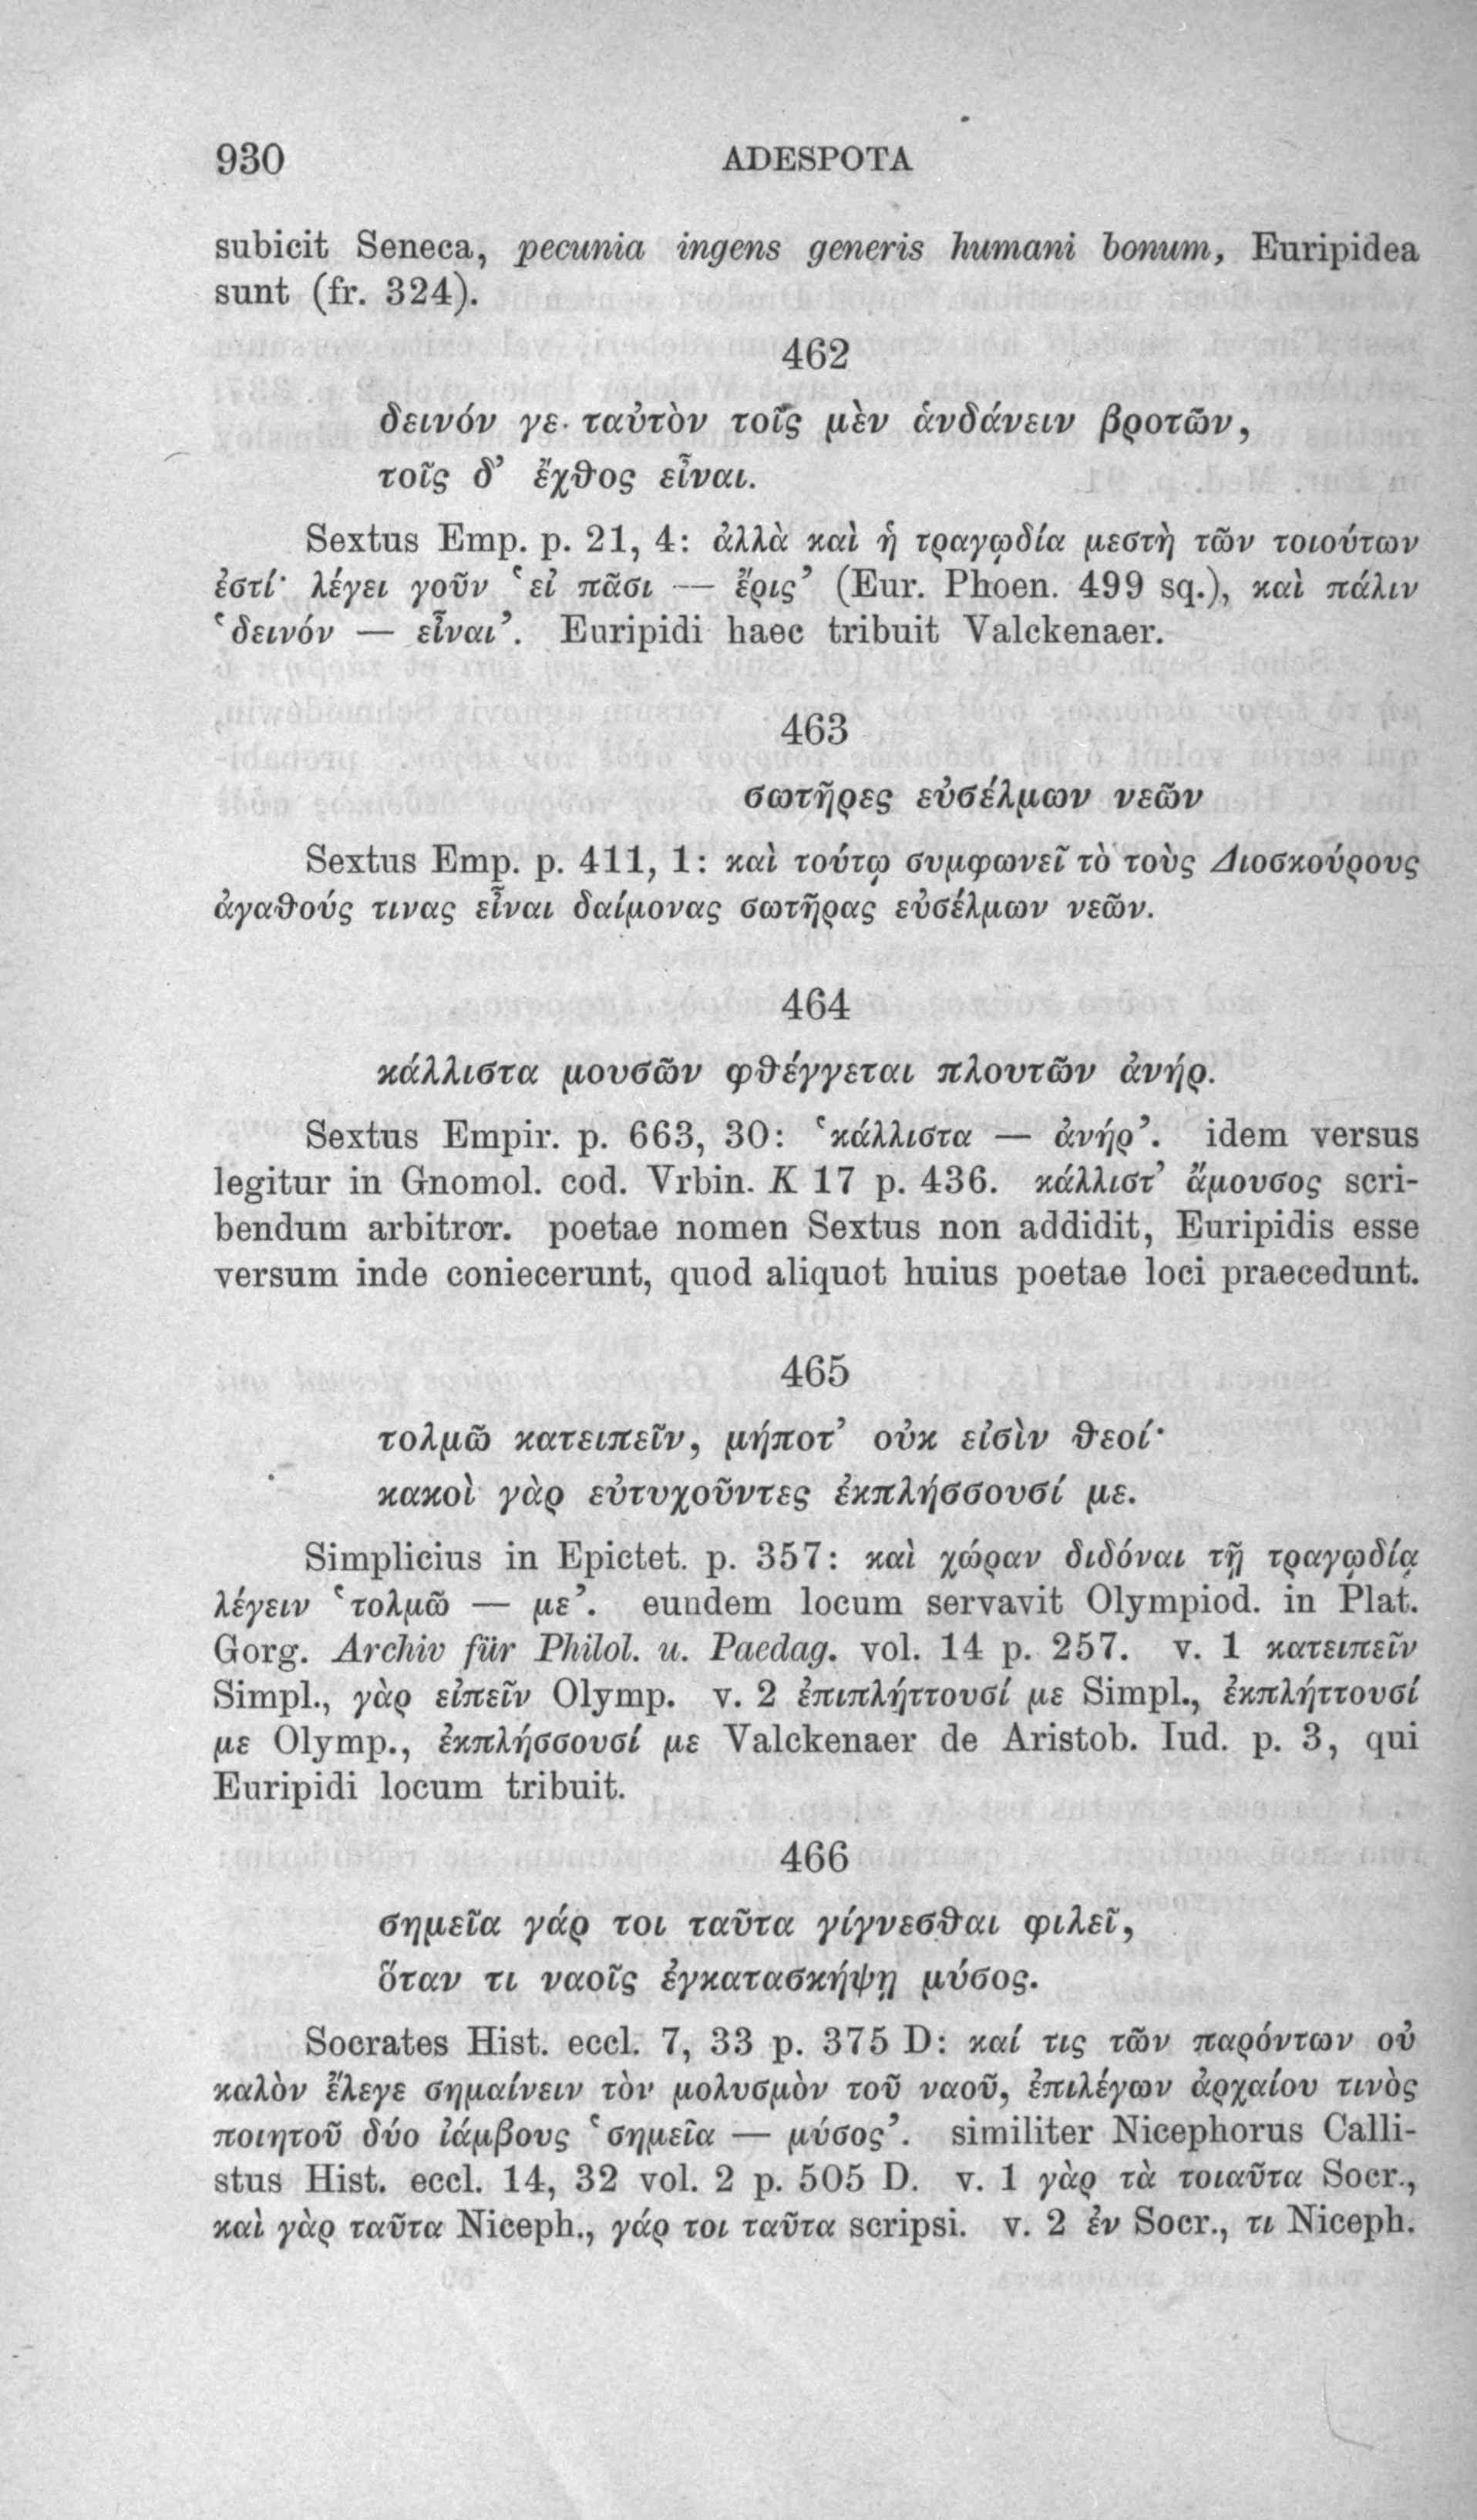 930 ADESPOTA
subicit Seneca, pecunia ingens generis humani bonum, Euripidea
sunt (fr. 324).
462
δεινόν γε ταὐτὸν τοῖς μὲν ἁνδάνειν βροτῶν,
τοῖς δ’ ἔχθος εἶναι.
Sextus Emp. p. 21, 4: ἀλλὰ καὶ ἡ τραγῳδία μεστὴ τῶν τοιούτων
ἐστί· λέγει γοῦν ‘εἰ πᾶσι — ἔρις’ (Eur. Phoen. 499 sq.), καὶ πάλιν
‘δεινόν — εἶναι’. Euripidi haec tribuit Valckenaer.
463
σωτῆρες εὐσέλμων νεῶν
Sextus Emp. p. 411, 1: καὶ τούτῳ συμφωνεῖ τὸ τοὺς Διοσκούρους
ἀγαθούς τινας εἶναι δαίμονας σωτῆρας εὐσέλμων νεῶν.
464
κάλλιστα μουσῶν φθέγγεται πλουτῶν ἀνήρ.
Sextus Empir. p. 663, 30: ‘κάλλιστα — ἀνήρ’. idem versus
legitur in Gnomol. cod. Vrbin. K 17 p. 436. κάλλιστ’ ἄμουσος scri-
bendum arbitror. poetae nomen Sextus non addidit, Euripidis esse
versum inde coniecerunt, quod aliquot huius poetae loci praecedunt.
465
τολμῶ κατειπεῖν, μήποτ’ οὐκ εἰσὶν θεοί·
κακοὶ γὰρ εὐτυχοῦντες ἐκπλήσσουσί με.
Simplicius in Epictet. p. 357: καὶ χώραν διδόναι τῇ τραγῳδίᾳ
λέγειν ‘τολμῶ — με’. eundem locum servavit Olympiod. in Plat.
Gorg. Archiv für Philol. u. Paedag. vol. 14 p. 257. v. 1 κατειπεῖν
Simpl., γὰρ εἰπεῖν Olymp. v. 2 ἐπιπλήττουσί με Simpl., ἐκπλήττουσί
με Olymp., ἐκπλήσσουσί με Valckenaer de Aristob. Iud. p. 3, qui
Euripidi locum tribuit.
466
σημεῖα γάρ τοι ταῦτα γίγνεσθαι φιλεῖ,
ὅταν τι ναοῖς ἐγκατασκήψῃ μύσος.
Socrates Hist. eccl. 7, 33 p. 375 D: καί τις τῶν παρόντων οὐ
καλὸν ἔλεγε σημαίνειν τὸν μολυσμὸν τοῦ ναοῦ, ἐπιλέγων ἀρχαίου τινὸς
ποιητοῦ δύο ἰάμβους ‘σημεῖα — μύσος’. similiter Nicephorus Calli-
stus Hist. eccl. 14, 32 vol. 2 p. 505 D. v. 1 γὰρ τὰ τοιαῦτα Socr.,
καὶ γὰρ ταῦτα Niceph., γάρ τοι ταῦτα scripsi. v. 2 ἐν Socr., τι Niceph.